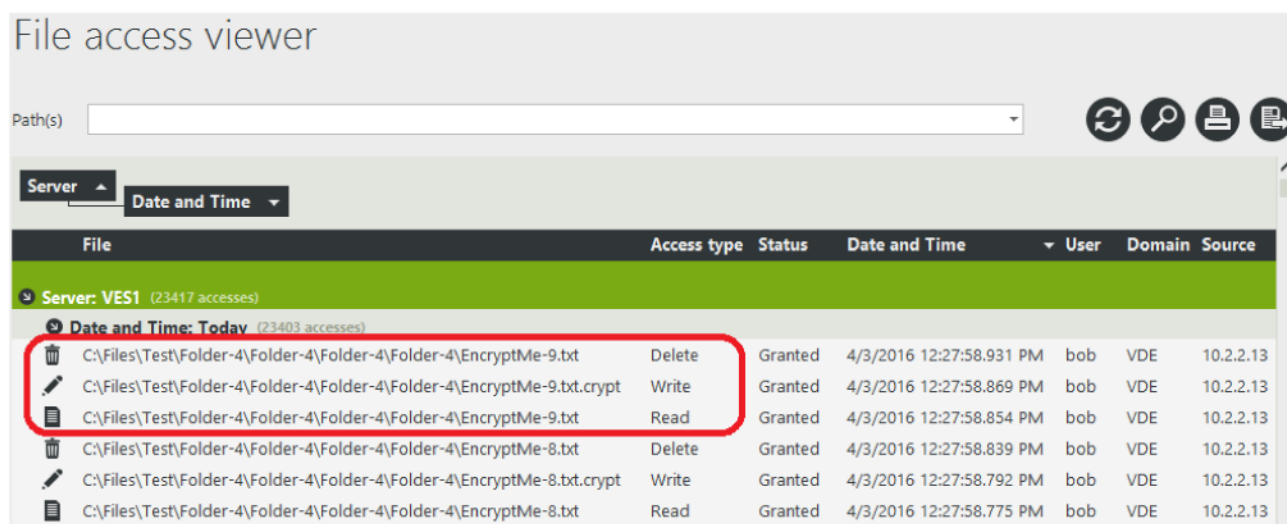 File access viewer
Path(s)
Server
Date and Time
File Access type Status Date and Time User Domain Source
Server: VES1 (23417 accesses)
Date and Time: Today (23403 accesses)
C:\Files\Test\Folder-4\Folder-4\Folder-4\Folder-4\EncryptMe-9.txt Delete Granted 4/3/2016 12:27:58.931 PM bob VDE 10.2.2.13
C:\Files\Test\Folder-4\Folder-4\Folder-4\Folder-4\EncryptMe-9.txt.crypt Write Granted 4/3/2016 12:27:58.869 PM bob VDE 10.2.2.13
C:\Files\Test\Folder-4\Folder-4\Folder-4\Folder-4\EncryptMe-9.txt Read Granted 4/3/2016 12:27:58.854 PM bob VDE 10.2.2.13
C:\Files\Test\Folder-4\Folder-4\Folder-4\Folder-4\EncryptMe-8.txt Delete Granted 4/3/2016 12:27:58.839 PM bob VDE 10.2.2.13
C:\Files\Test\Folder-4\Folder-4\Folder-4\Folder-4\EncryptMe-8.txt.crypt Write Granted 4/3/2016 12:27:58.792 PM bob VDE 10.2.2.13
C:\Files\Test\Folder-4\Folder-4\Folder-4\Folder-4\EncryptMe-8.txt Read Granted 4/3/2016 12:27:58.775 PM bob VDE 10.2.2.13